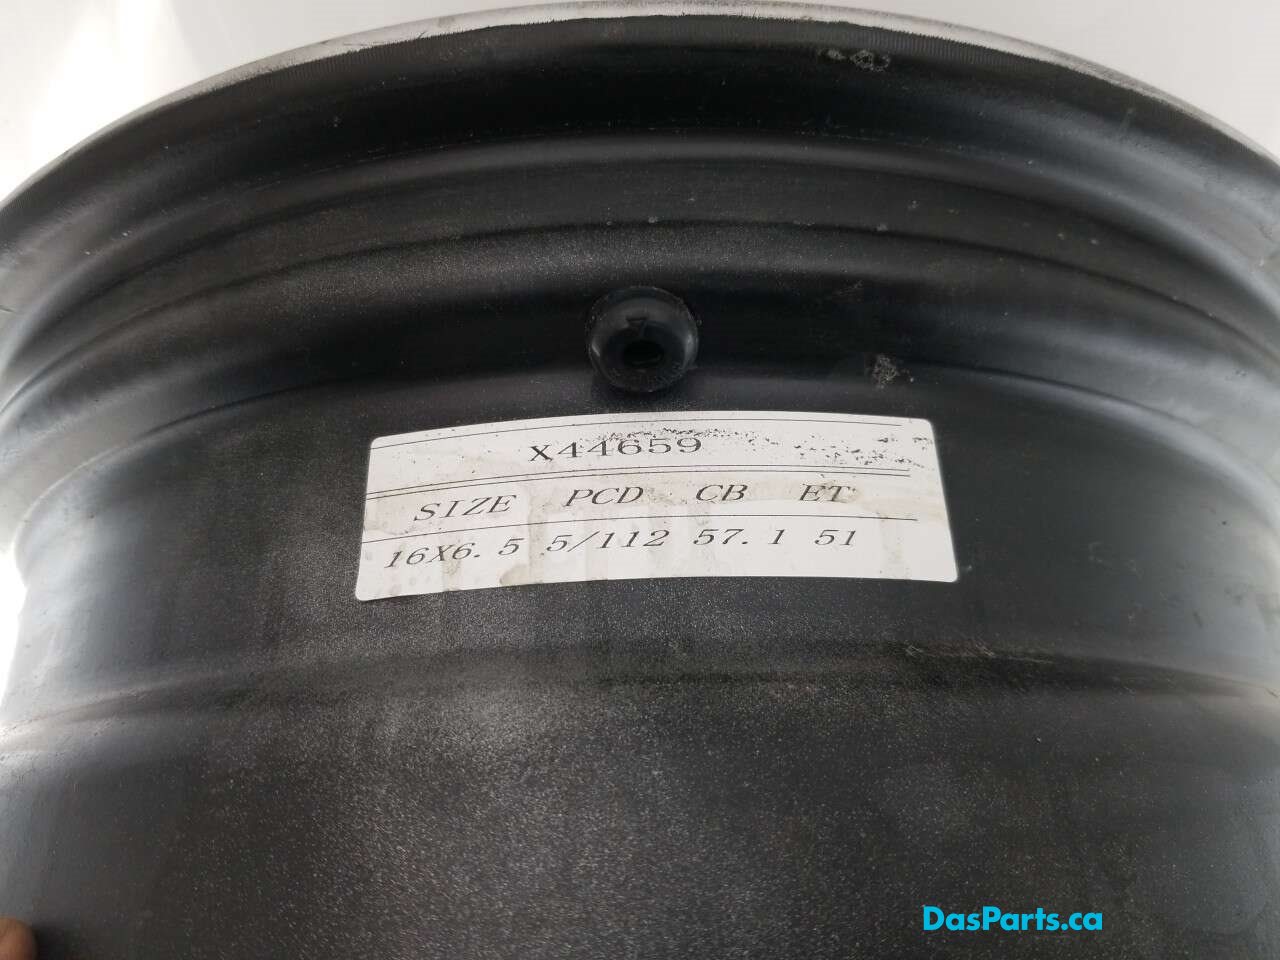 X44659
SIZE PCD CB ET
16X6.5 5/112 57.1 51
DasParts.ca